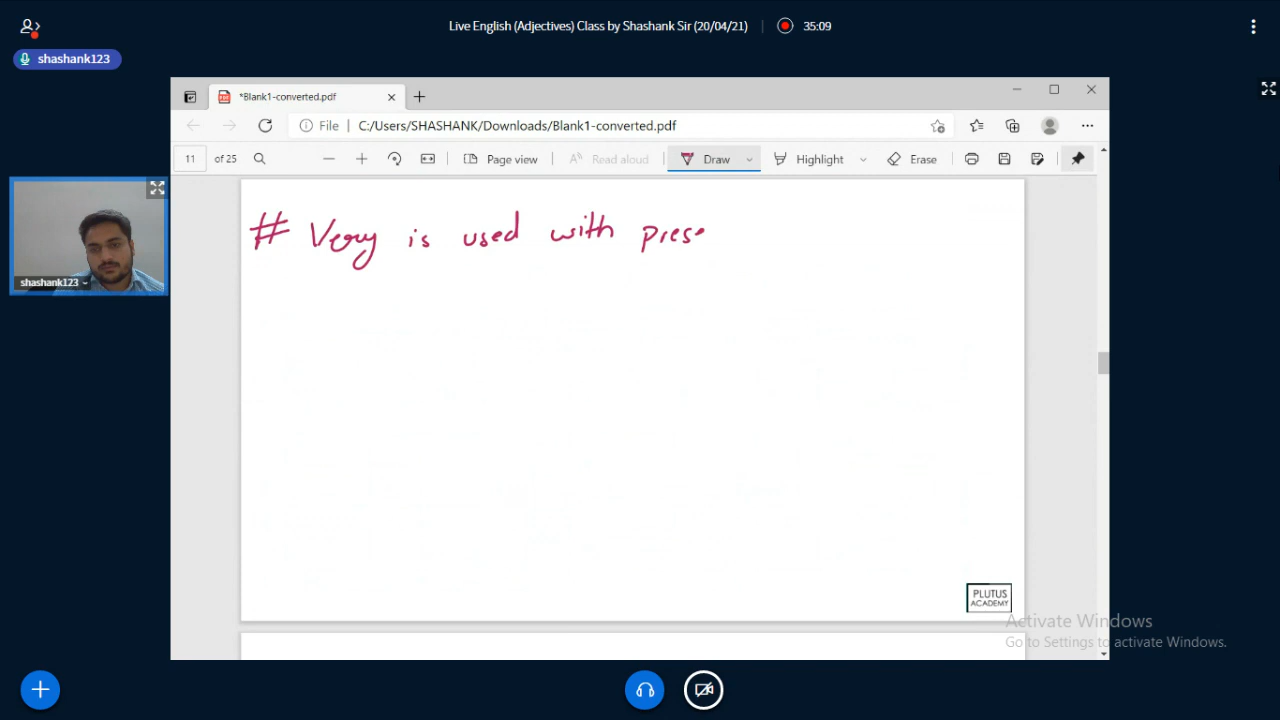 Live English (Adjectives) Class by Shashank Sir (20/04/21)
35:09
shashank123
*Blank1-converted.pdf
File
C:/Users/SHASHANK/Downloads/Blank1-converted.pdf
11 of 25
Page view
Read aloud
Draw
Highlight
Erase
# Very is used with prese
shashank123
PLUTUS
ACADEMY
Activate Windows
Go to Settings to activate Windows.